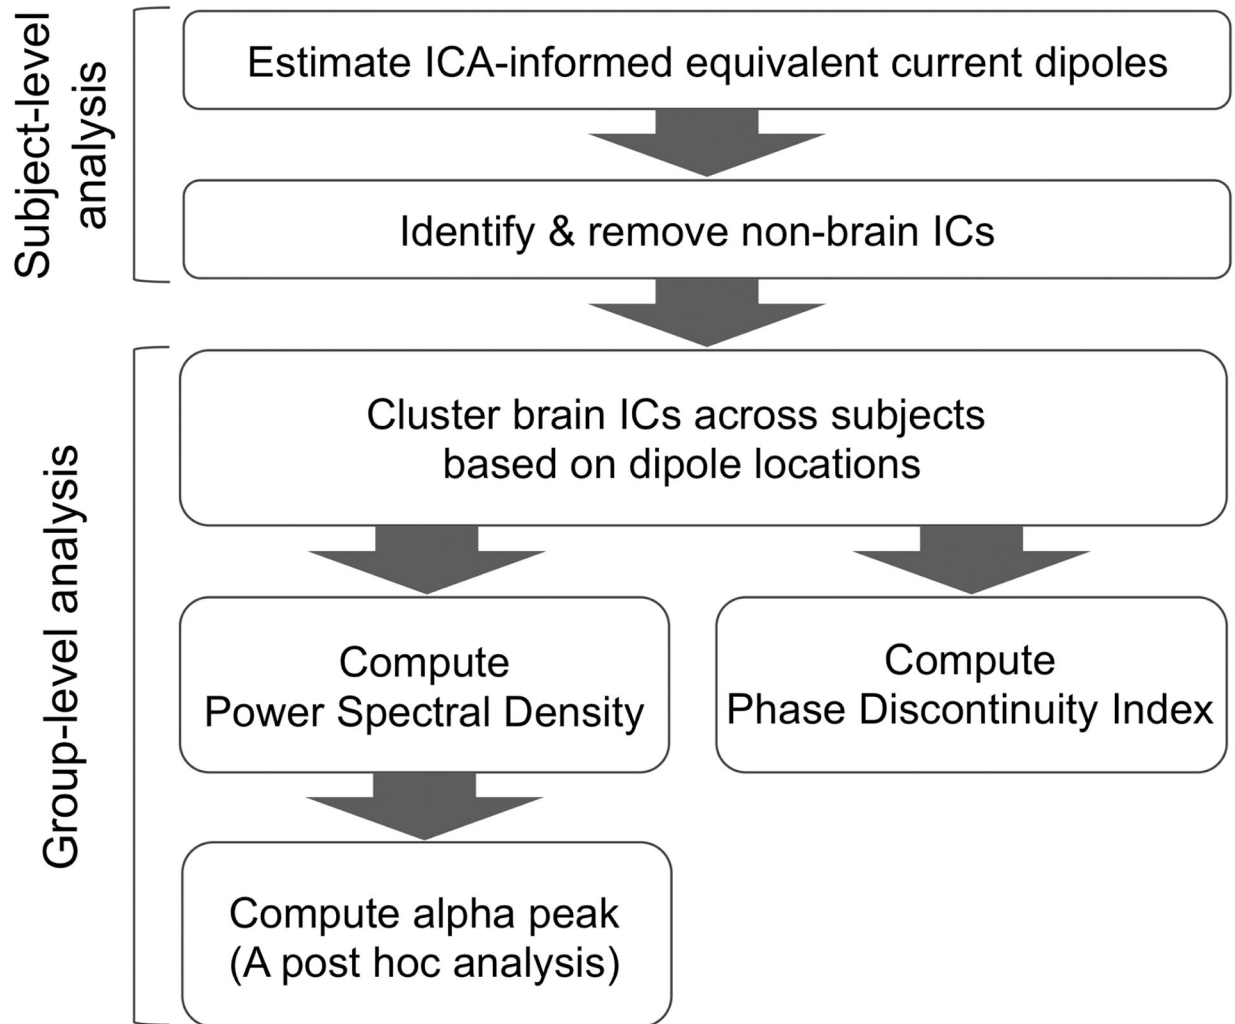 Subject-level
analysis
Estimate ICA-informed equivalent current dipoles
Identify & remove non-brain ICs
Group-level analysis
Cluster brain ICs across subjects
based on dipole locations
Compute
Power Spectral Density
Compute
Phase Discontinuity Index
Compute alpha peak
(A post hoc analysis)